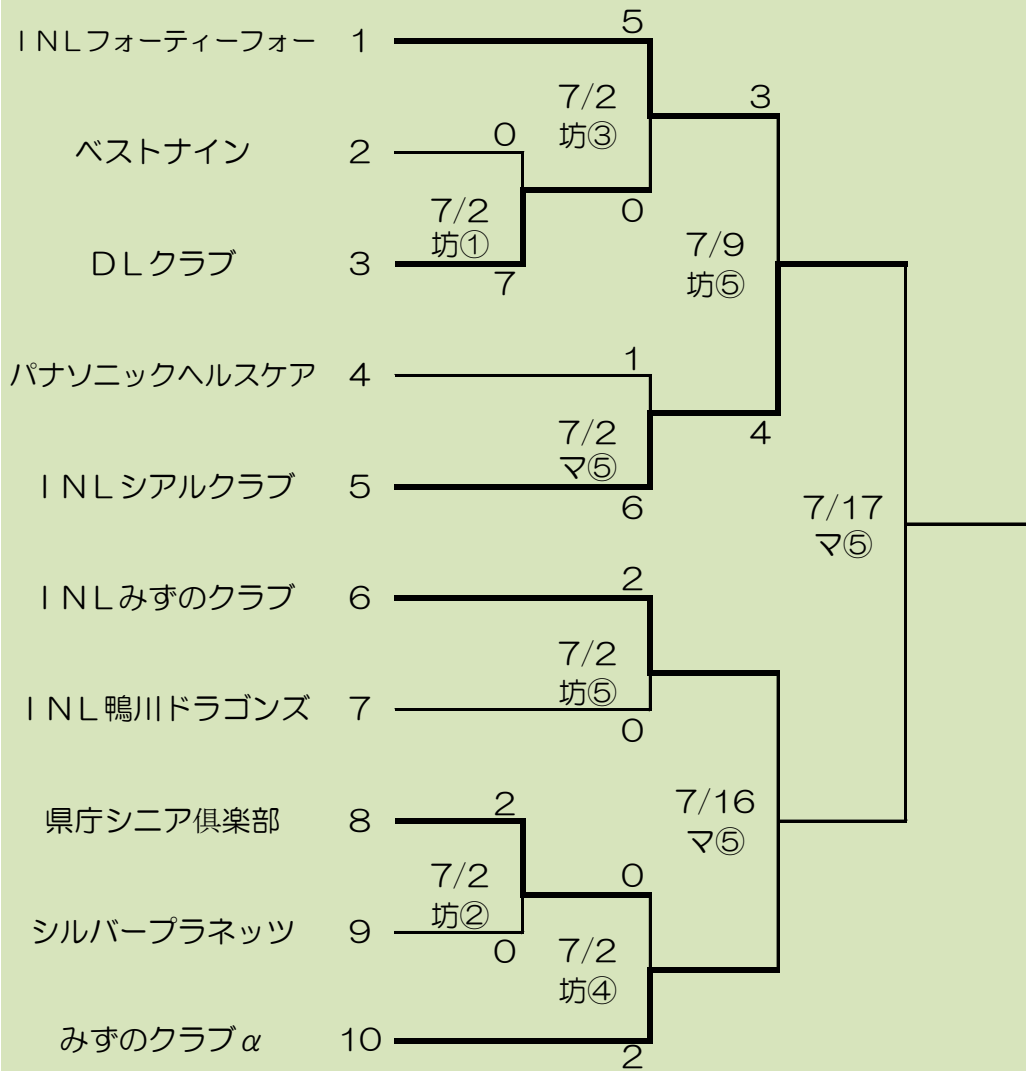 5
INLフォーティーフォー 1
7/2
坊③
3
0
ベストナイン 2
7/2
坊①
0
7/9
坊⑤
DLクラブ 3
7
1
パナソニックヘルスケア 4
7/2
マ⑤
4
INLシアルクラブ 5
6
7/17
マ⑤
2
INLみずのクラブ 6
7/2
坊⑤
INL鴨川ドラゴンズ 7
0
2
7/16
マ⑤
県庁シニア倶楽部 8
7/2
坊②
0
シルバープラネッツ 9
0
7/2
坊④
みずのクラブα 10
2